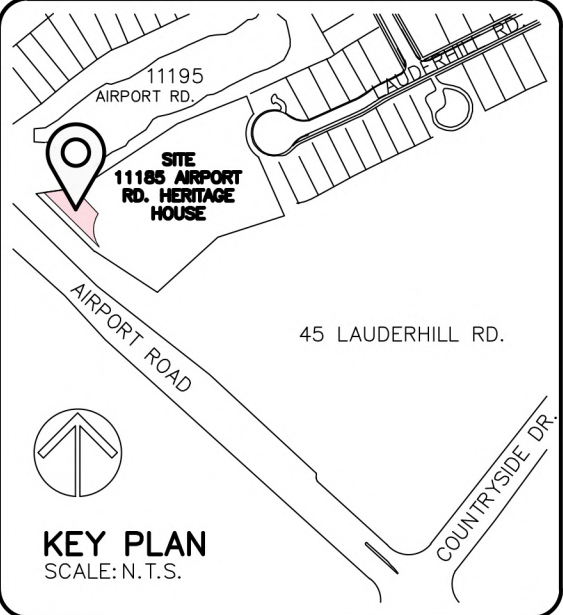 LAUDERHILL RD.
11195
AIRPORT RD.
SITE
11185 AIRPORT
RD. HERITAGE
HOUSE
AIRPORT ROAD
45 LAUDERHILL RD.
COUNTRYSIDE DR.
KEY PLAN
SCALE: N.T.S.